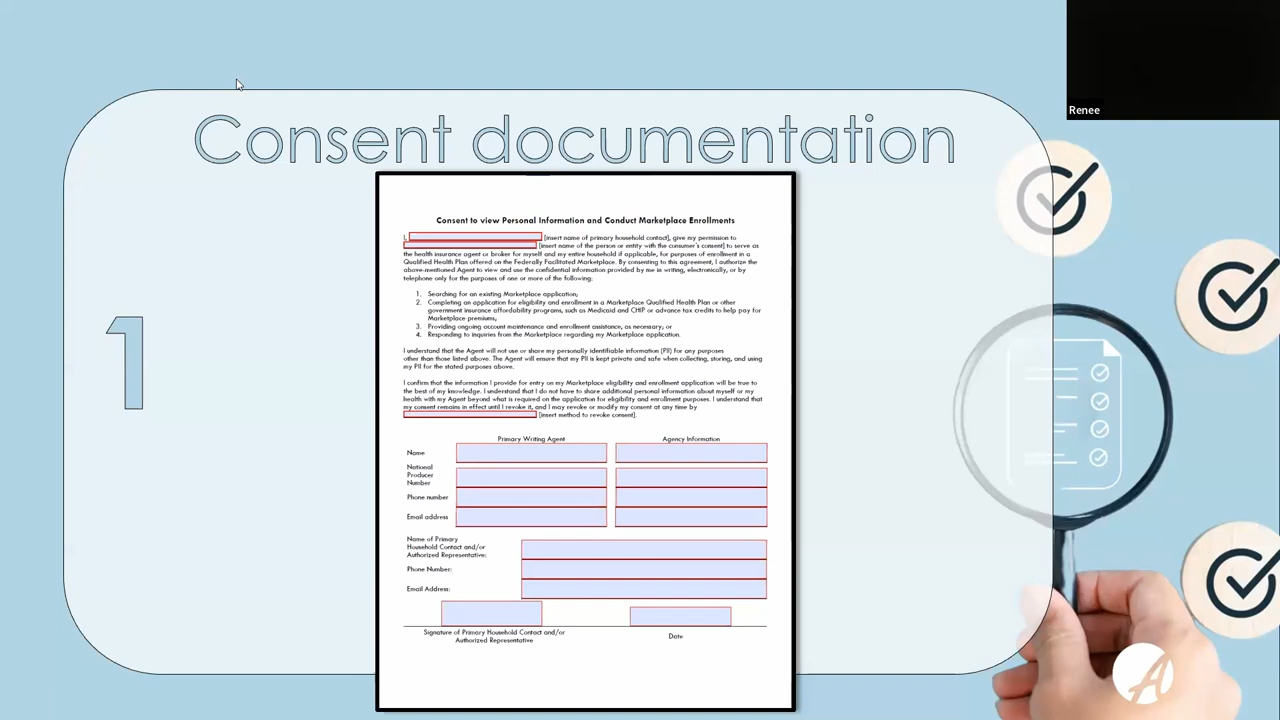 Renee
Consent documentation
1
Consent to view Personal Information and Conduct Marketplace Enrollments
I, [insert name of primary household contact], give my permission to
[insert name of the person or entity with the consumer's consent] to serve as
the health insurance agent or broker for myself and my entire household if applicable, for purposes of enrollment in a
Qualified Health Plan offered on the Federally Facilitated Marketplace. By consenting to this agreement, I authorize the
above-mentioned Agent to view and use the confidential information provided by me in writing, electronically, or by
telephone only for the purposes of one or more of the following:
1. Searching for an existing Marketplace application;
2. Completing an application for eligibility and enrollment in a Marketplace Qualified Health Plan or other
government insurance affordability programs, such as Medicaid and CHIP or advance tax credits to help pay for
Marketplace premiums;
3. Providing ongoing account maintenance and enrollment assistance, as necessary; or
4. Responding to inquiries from the Marketplace regarding my Marketplace application.
I understand that the Agent will not use or share my personally identifiable information (PII) for any purposes
other than those listed above. The Agent will ensure that my PII is kept private and safe when collecting, storing, and using
my PII for the stated purposes above.
I confirm that the information I provide for entry on my Marketplace eligibility and enrollment application will be true to
the best of my knowledge. I understand that I do not have to share additional personal information about myself or my
health with my Agent beyond what is required on the application for eligibility and enrollment purposes. I understand that
my consent remains in effect until I revoke it, and I may revoke or modify my consent at any time by
[insert method to revoke consent].
Primary Writing Agent Agency Information
Name
National
Producer
Number
Phone number
Email address
Name of Primary
Household Contact and/or
Authorized Representative:
Phone Number:
Email Address:
Signature of Primary Household Contact and/or
Authorized Representative
Date
A